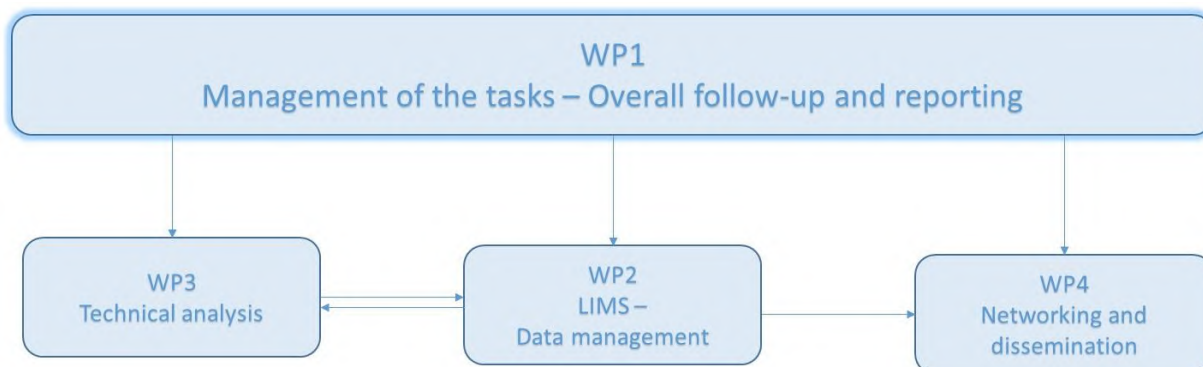 WP1
Management of the tasks – Overall follow-up and reporting
WP3
Technical analysis
WP2
LIMS –
Data management
WP4
Networking and
dissemination